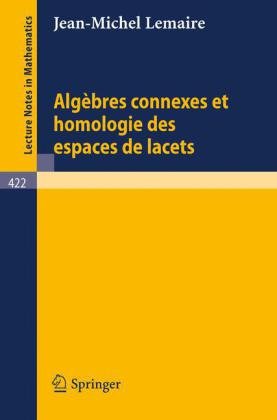 Jean-Michel Lemaire
Lecture Notes in Mathematics
Algèbres connexes et
homologie des
espaces de lacets
422
Springer